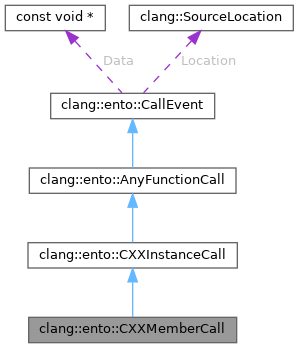 const void *
clang::SourceLocation
Data
Location
clang::ento::CallEvent
clang::ento::AnyFunctionCall
clang::ento::CXXInstanceCall
clang::ento::CXXMemberCall